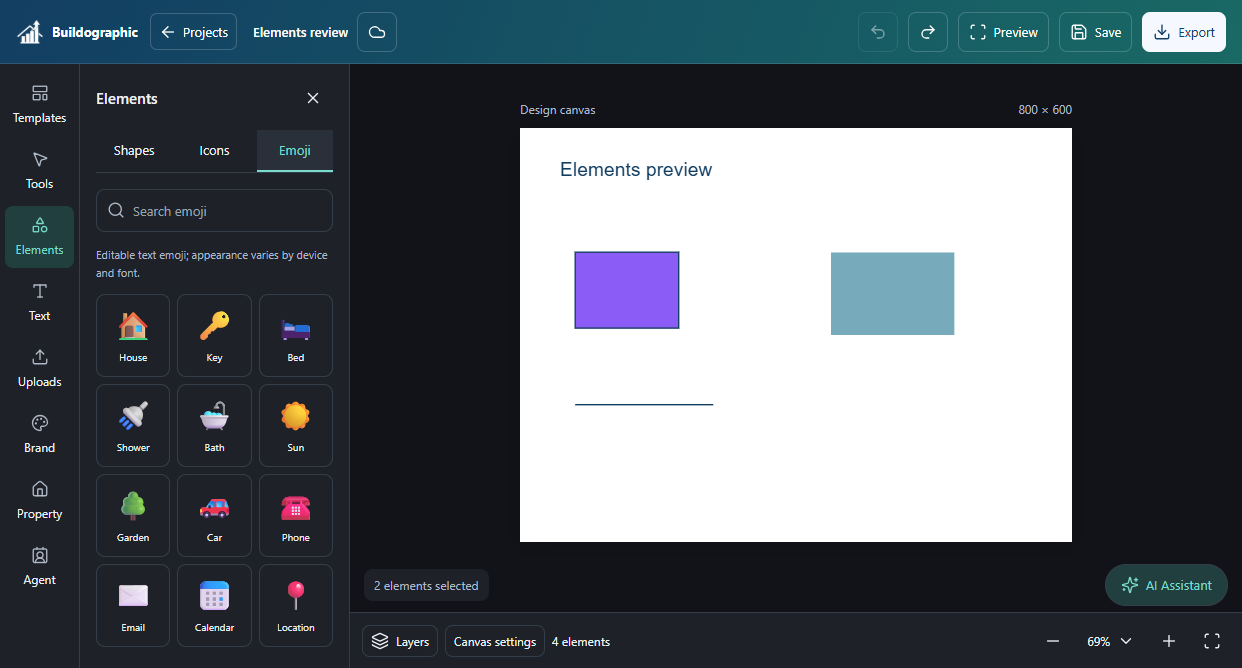 Buildographic
Projects
Elements review
Preview
Save
Export
Templates
Tools
Elements
Text
Uploads
Brand
Property
Agent
Elements
Shapes
Icons
Emoji
Search emoji
Editable text emoji; appearance varies by device
and font.
House
Key
Bed
Shower
Bath
Sun
Garden
Car
Phone
Email
Calendar
Location
Design canvas
800 × 600
Elements preview
2 elements selected
AI Assistant
Layers
Canvas settings
4 elements
69%